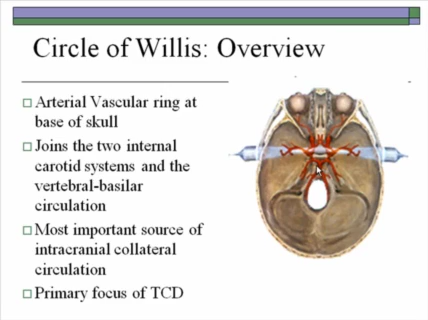 Circle of Willis: Overview
Arterial Vascular ring at
base of skull
Joins the two internal
carotid systems and the
vertebral-basilar
circulation
Most important source of
intracranial collateral
circulation
Primary focus of TCD